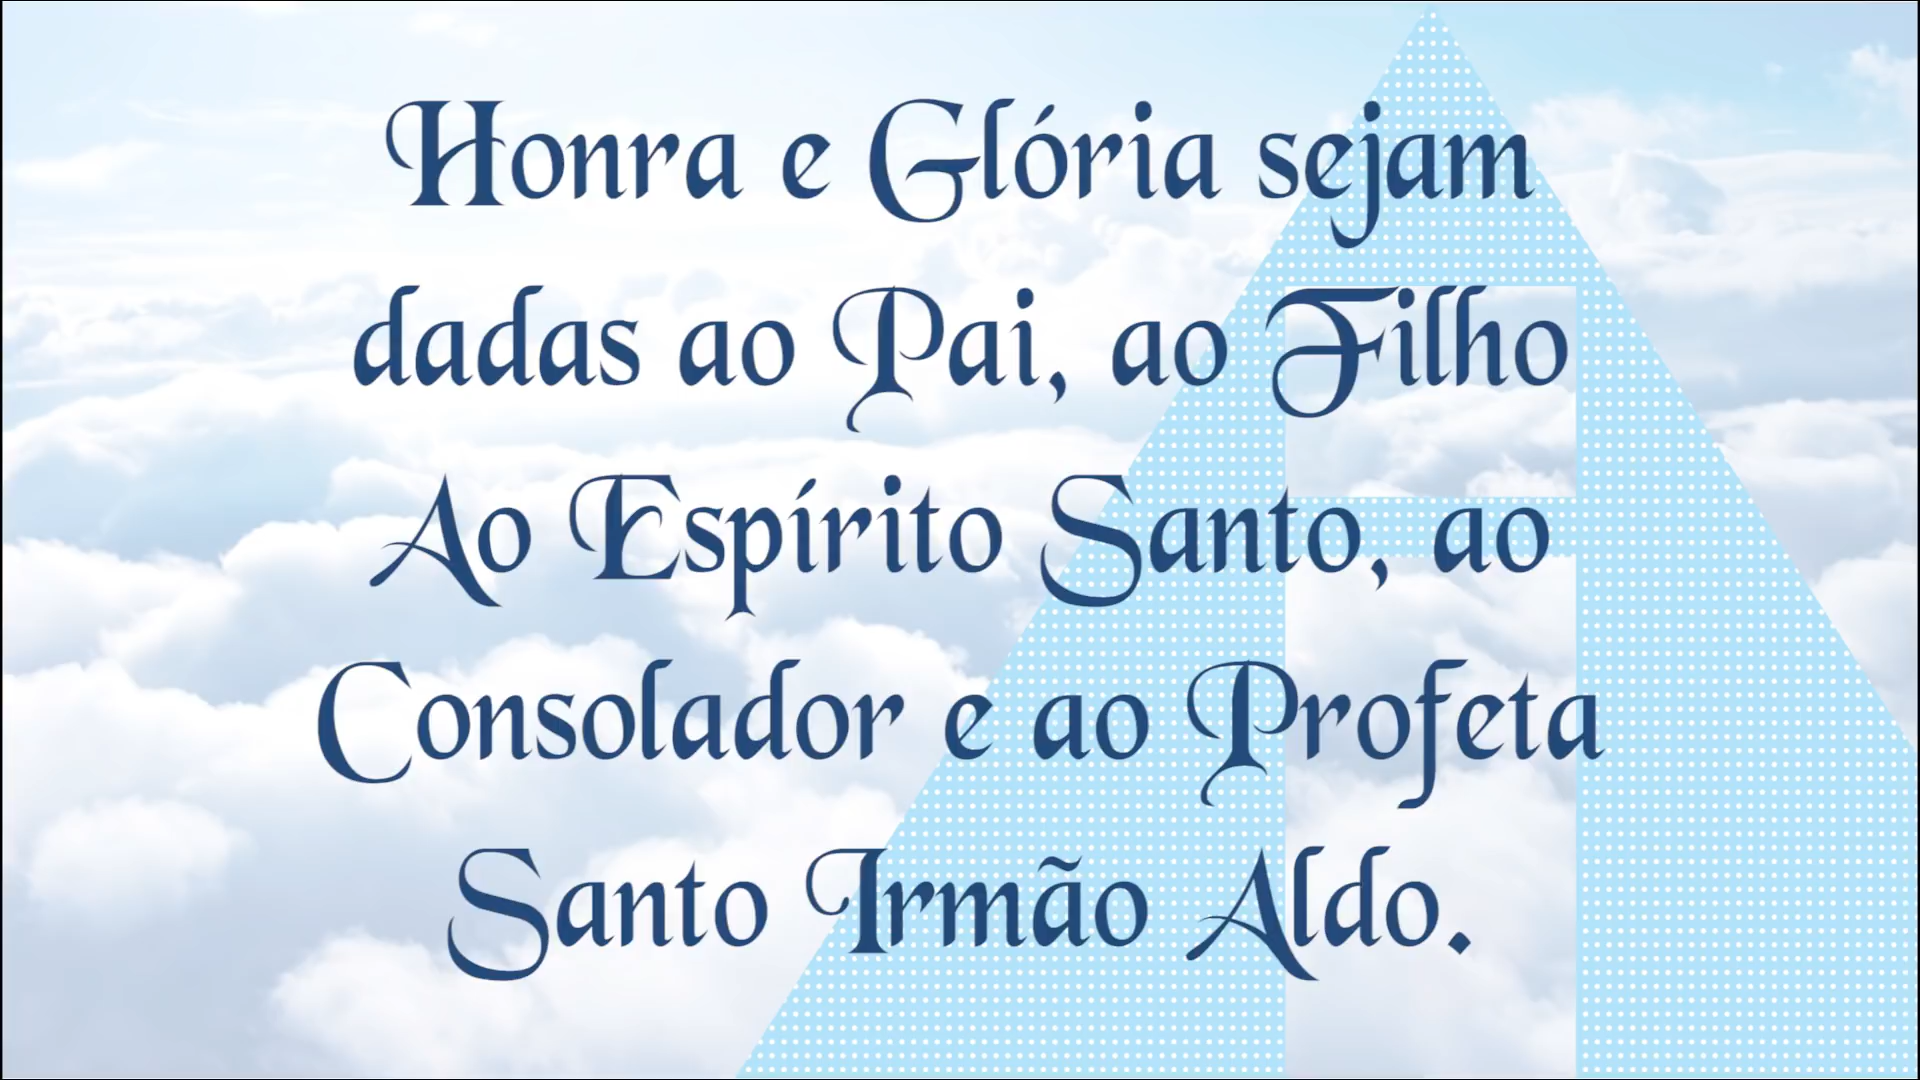 Honra e Glória sejam
dadas ao Pai, ao Filho
Ao Espírito Santo, ao
Consolador e ao Profeta
Santo Irmão Aldo.